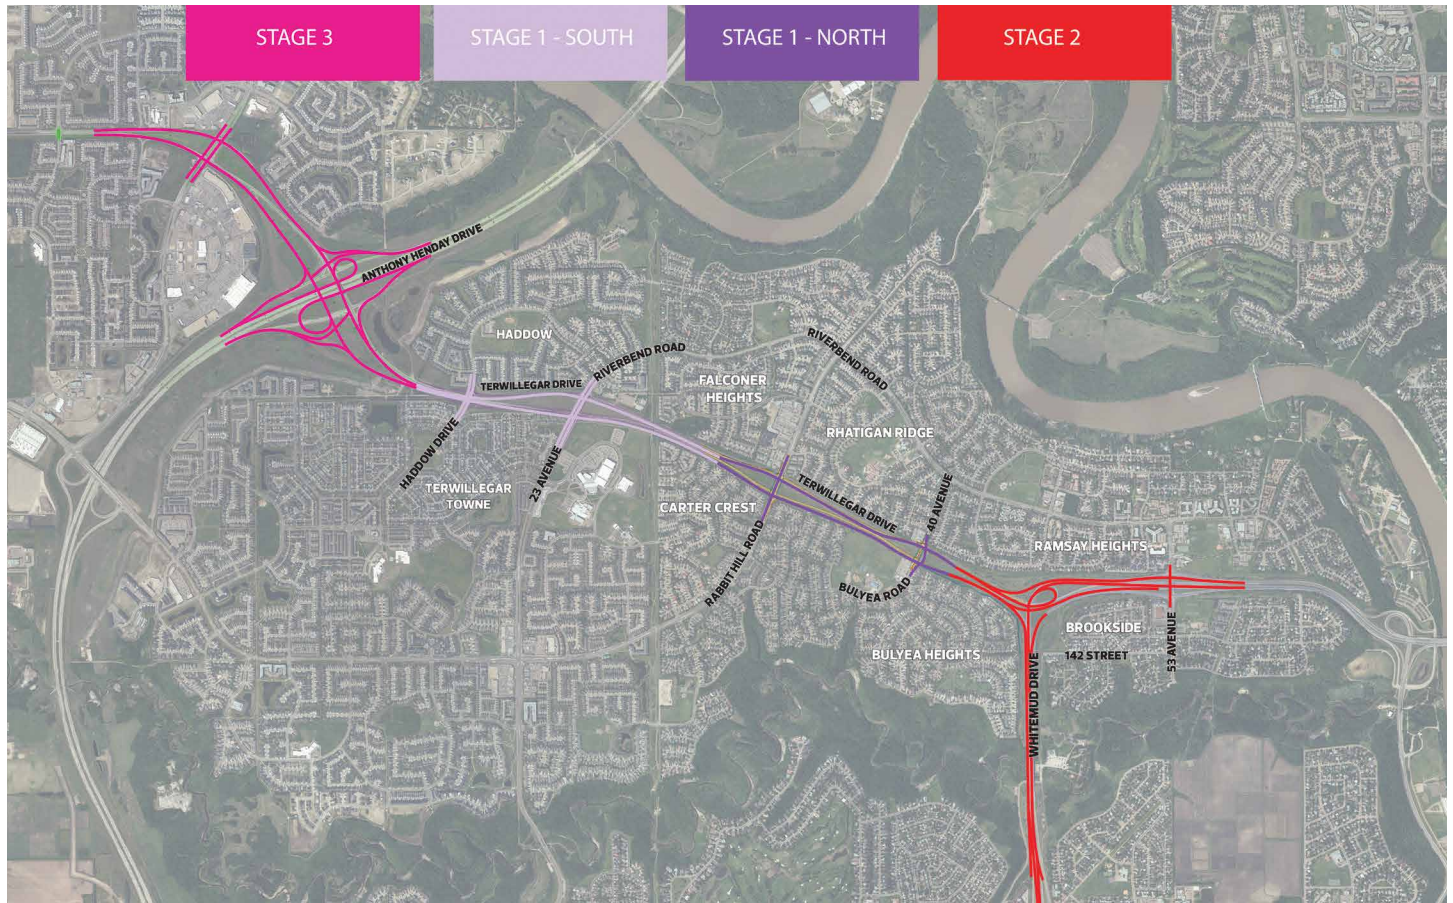 STAGE 3
STAGE 1 - SOUTH
STAGE 1 - NORTH
STAGE 2
ANTHONY HENDAY DRIVE
HADDOW
RIVERBEND ROAD
RIVERBEND ROAD
TERWILLEGAR DRIVE
FALCONER
HEIGHTS
HADDOW DRIVE
RHATIGAN RIDGE
23 AVENUE
TERWILLEGAR
TOWNE
CARTER CREST
TERWILLEGAR DRIVE
40 AVENUE
RABBIT HILL ROAD
RAMSAY HEIGHTS
BULYEA ROAD
BROOKSIDE
BULYEA HEIGHTS
142 STREET
53 AVENUE
WHITEMUD DRIVE